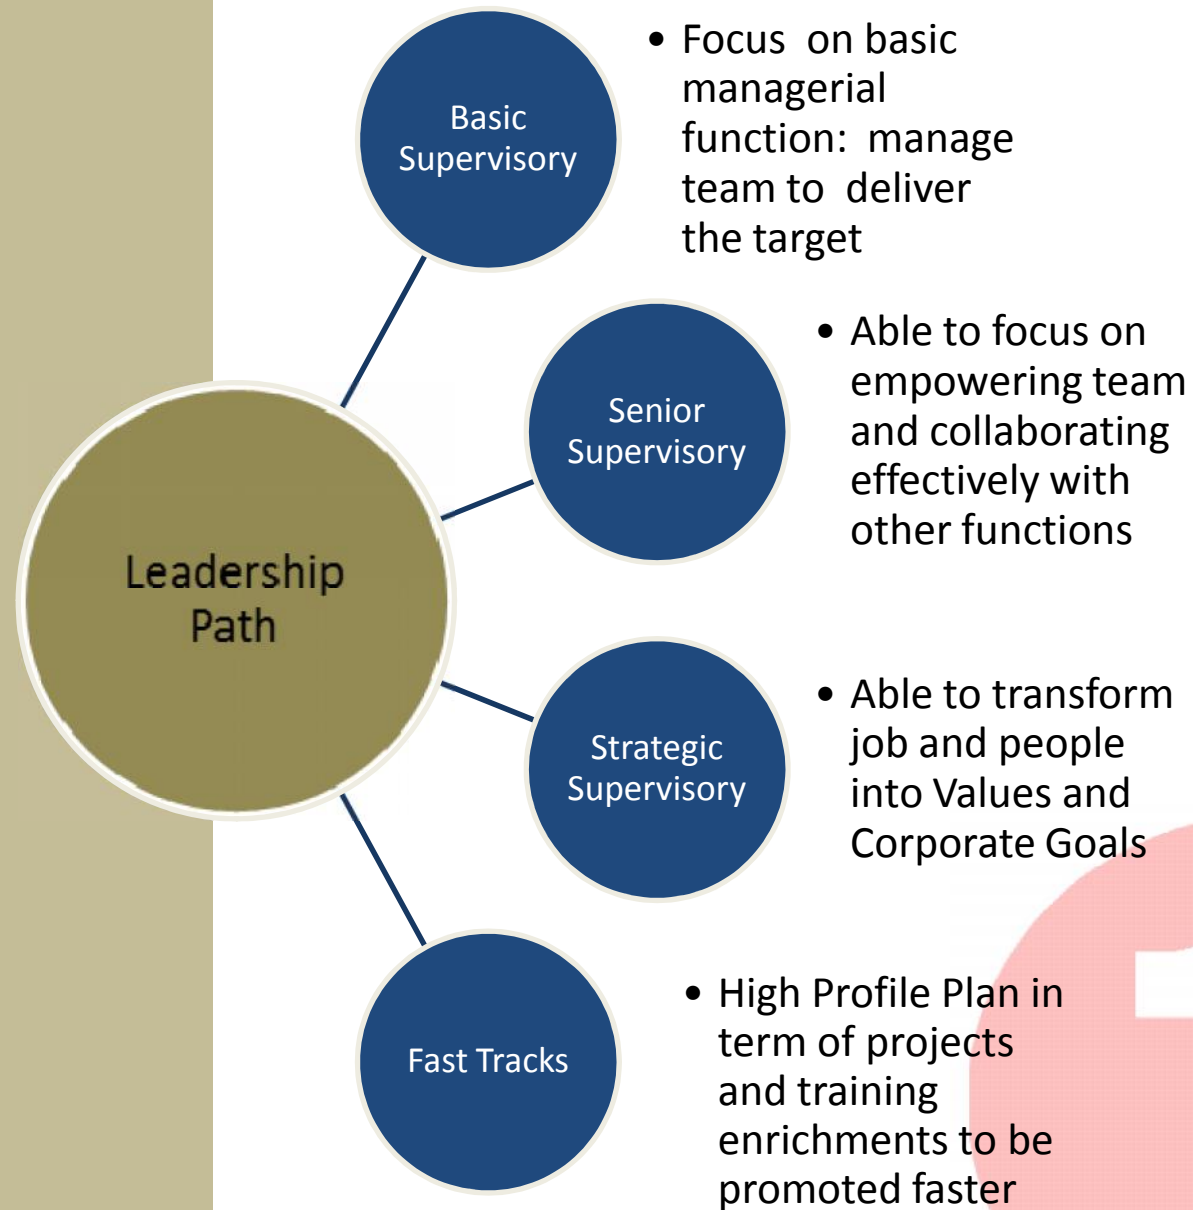 Basic
Supervisory
• Focus on basic
managerial
function: manage
team to deliver
the target
Senior
Supervisory
• Able to focus on
empowering team
and collaborating
effectively with
other functions
Leadership
Path
Strategic
Supervisory
• Able to transform
job and people
into Values and
Corporate Goals
Fast Tracks
• High Profile Plan in
term of projects
and training
enrichments to be
promoted faster